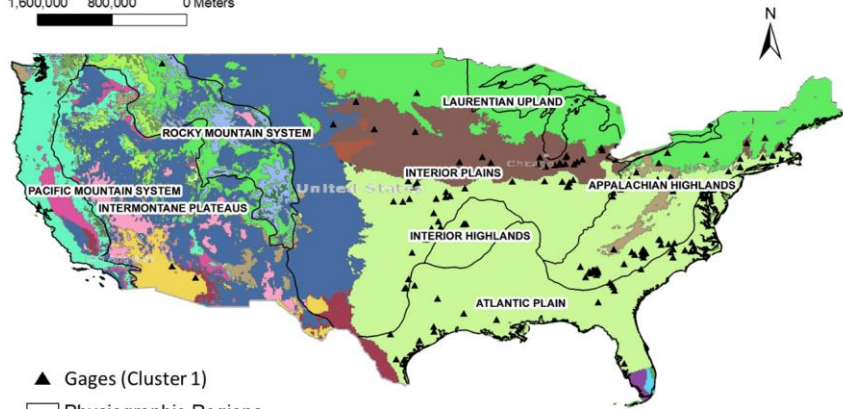 1,600,000 800,000 0 Meters
N
LAURENTIAN UPLAND
ROCKY MOUNTAIN SYSTEM
Chicago
INTERIOR PLAINS
PACIFIC MOUNTAIN SYSTEM
United States
APPALACHIAN HIGHLANDS
INTERMONTANE PLATEAUS
INTERIOR HIGHLANDS
ATLANTIC PLAIN
Gages (Cluster 1)
Physiographic Regions